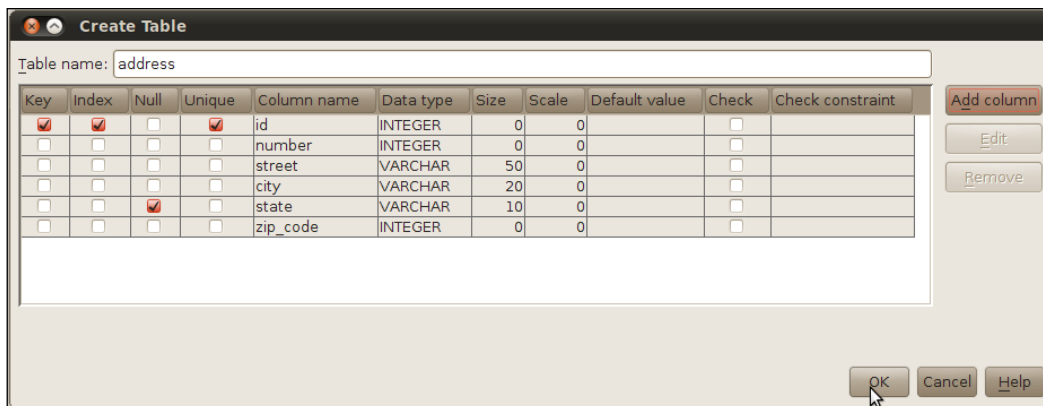 Create Table
Table name: address
Key Index Null Unique Column name Data type Size Scale Default value Check Check constraint
id INTEGER 0 0
number INTEGER 0 0
street VARCHAR 50 0
city VARCHAR 20 0
state VARCHAR 10 0
zip_code INTEGER 0 0
Add column
Edit
Remove
OK Cancel Help